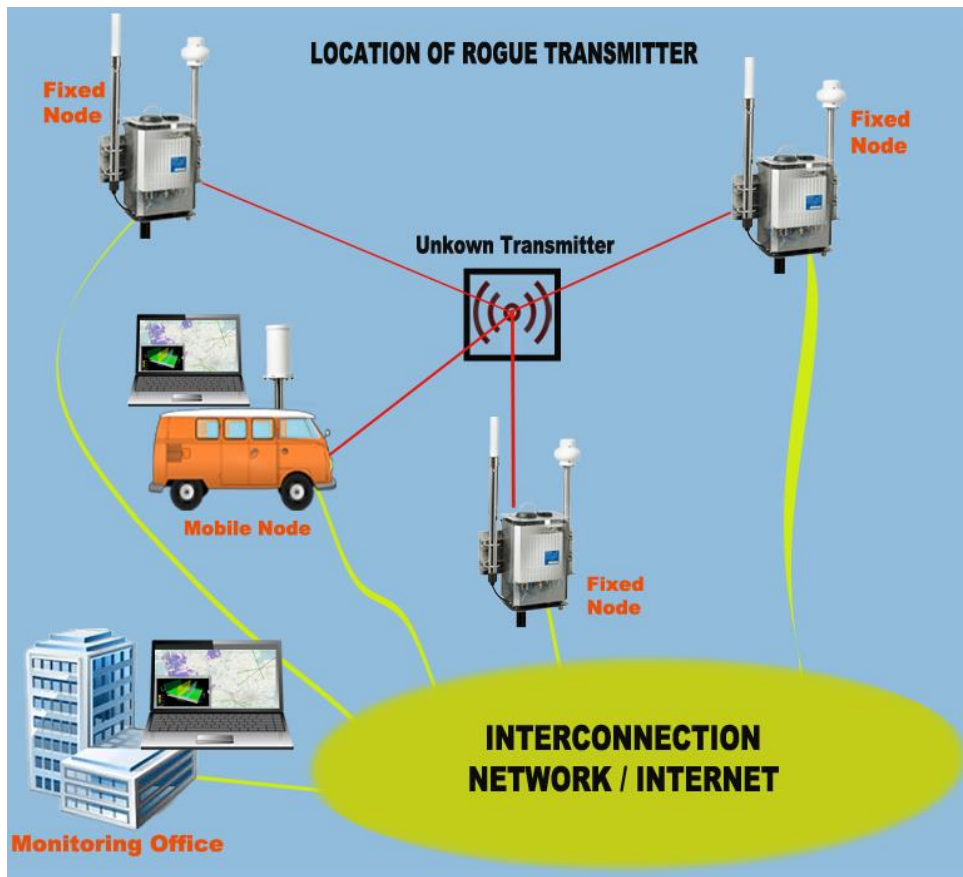 LOCATION OF ROGUE TRANSMITTER
Fixed
Node
Fixed
Node
Unkown Transmitter
Mobile Node
Fixed
Node
INTERCONNECTION
NETWORK / INTERNET
Monitoring Office